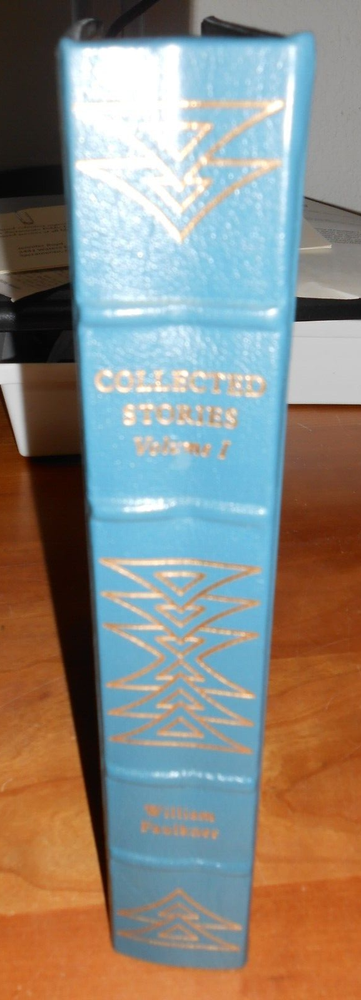 COLLECTED
STORIES
Volume I
William
Faulkner